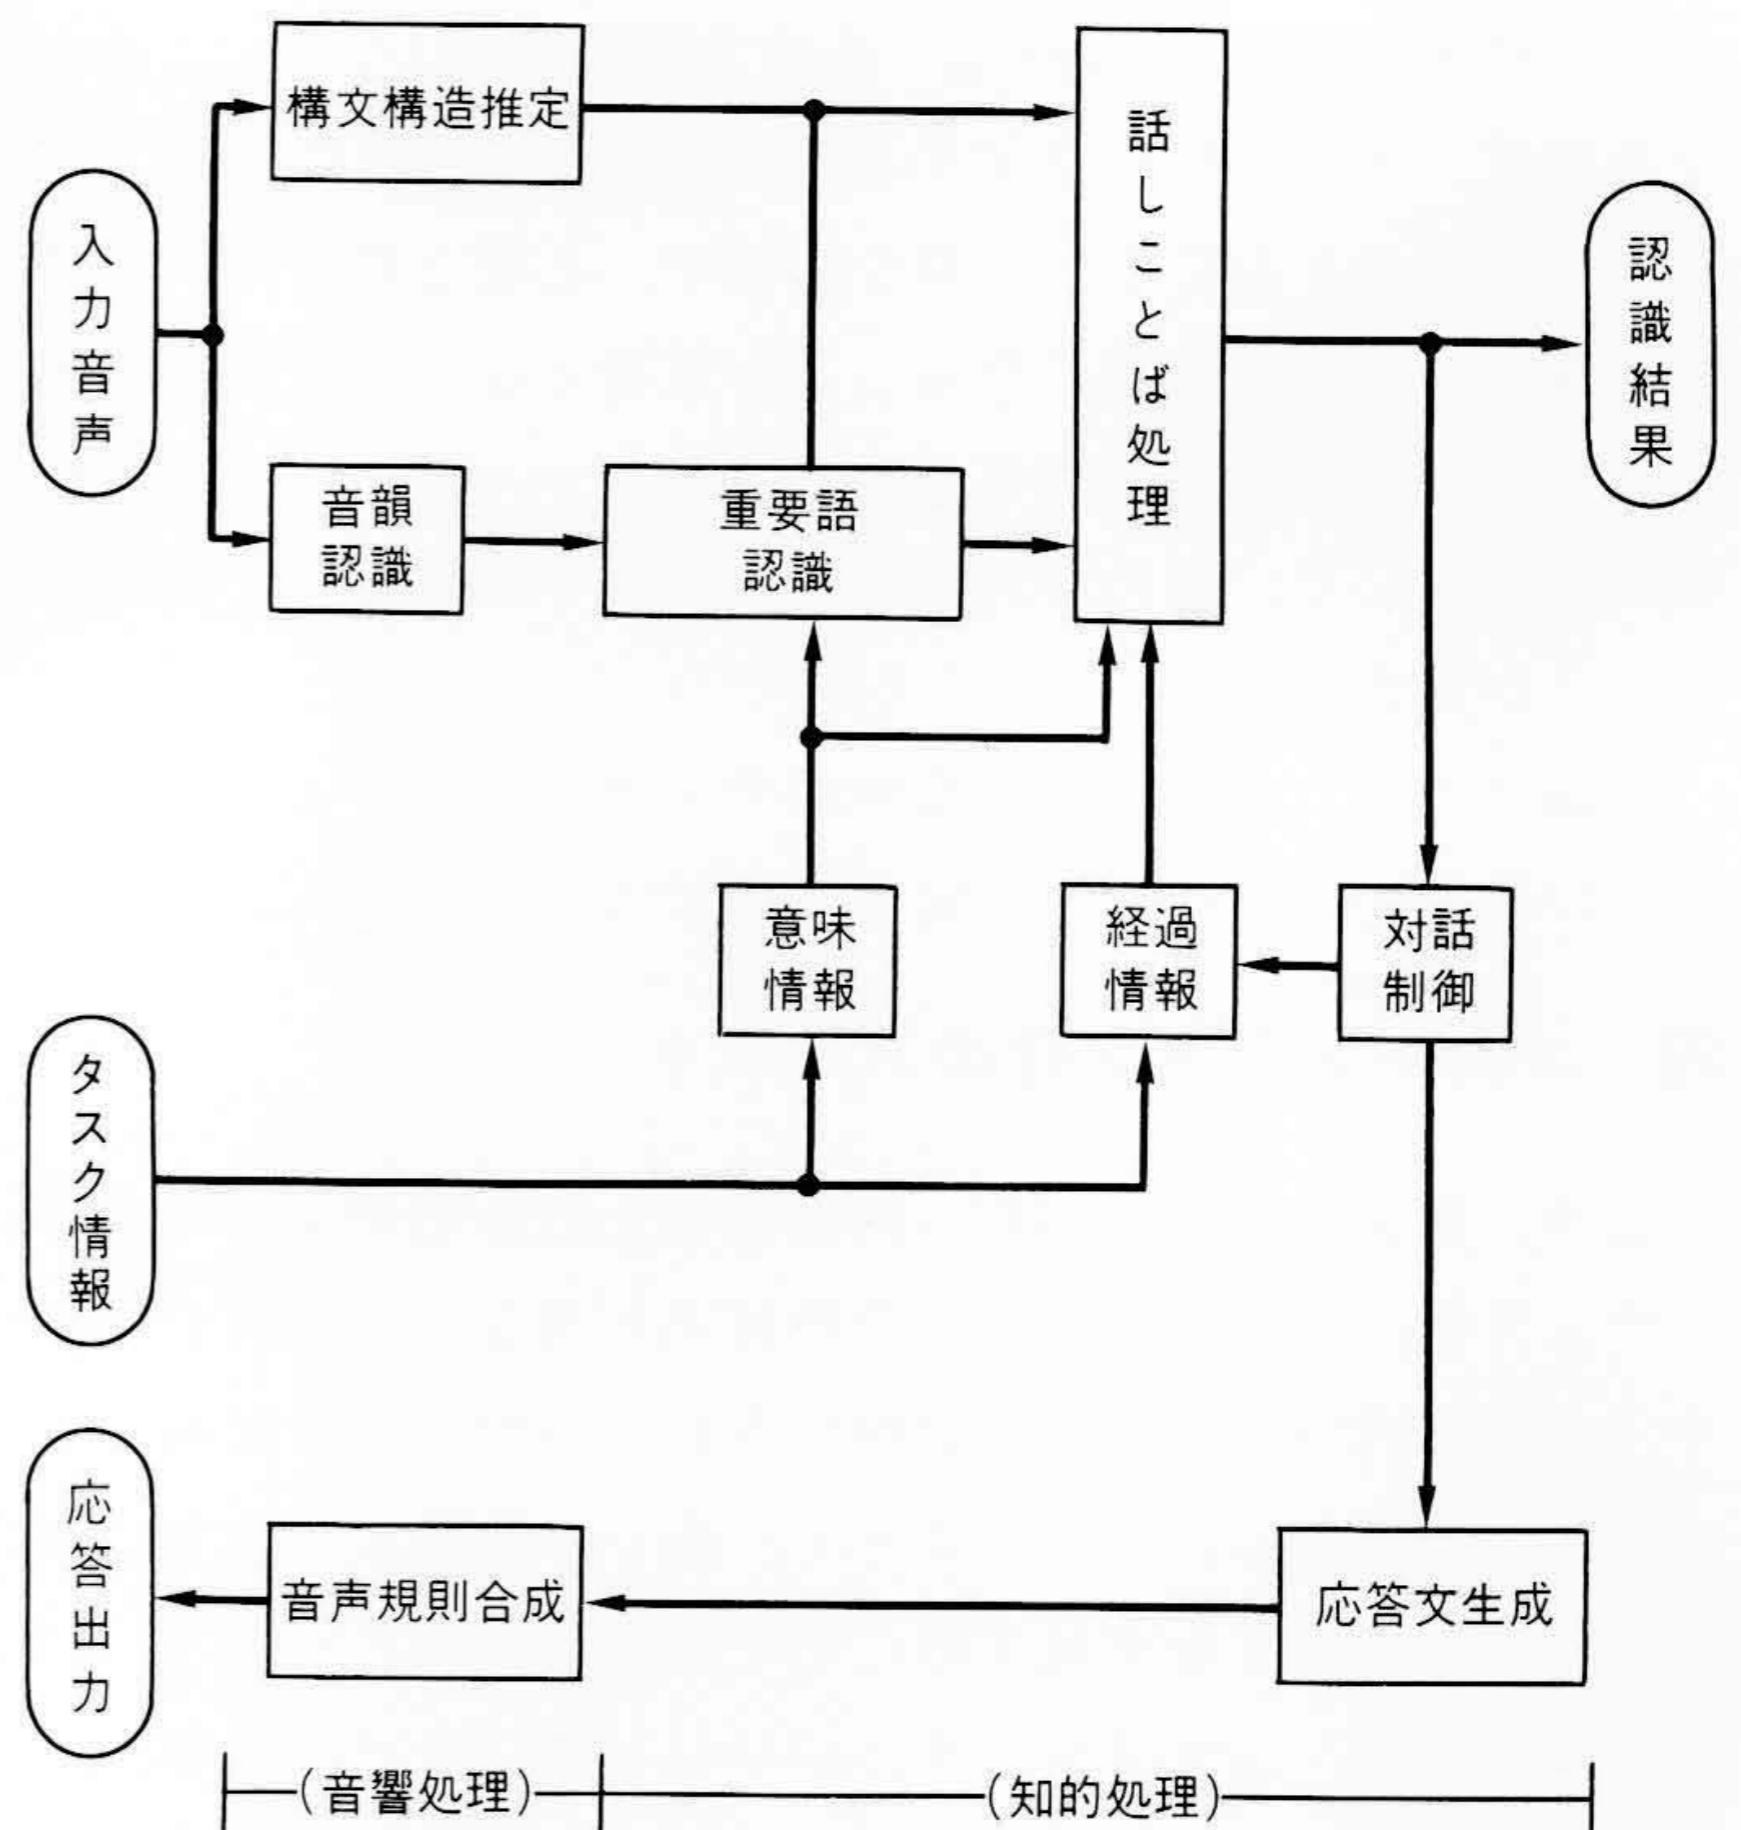 構文構造推定
話しことば処理
入力音声
認識結果
音韻
認識
重要語
認識
意味
情報
経過
情報
対話
制御
タスク情報
応答出力
音声規則合成
応答文生成
(音響処理)
(知的処理)